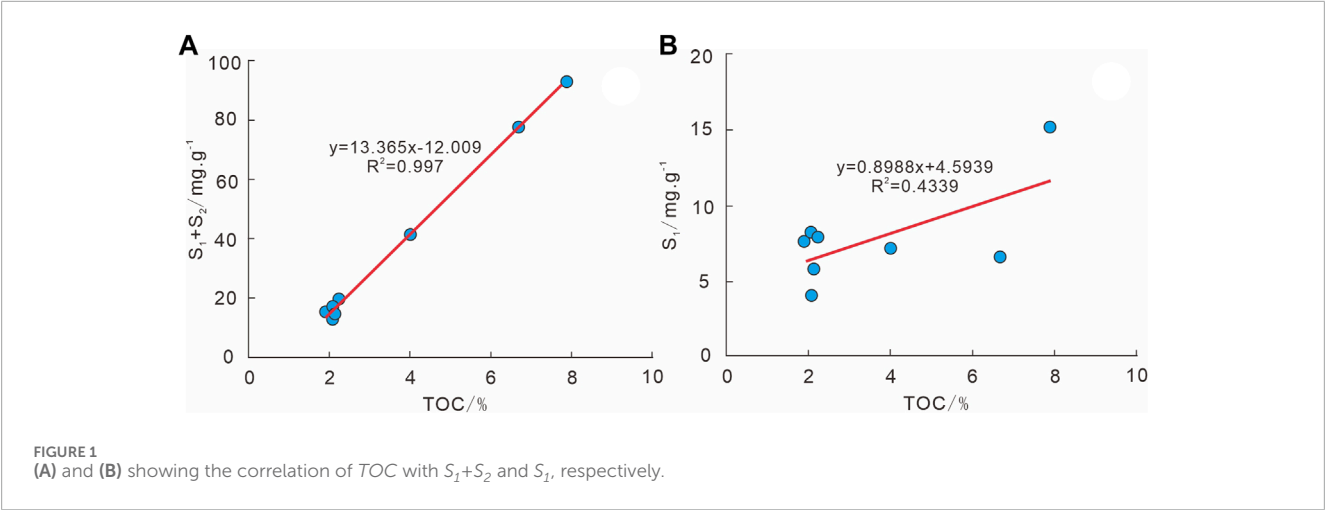 A
S₁+S₂/mg.g⁻¹
100
80
60
40
20
0
y=13.365x-12.009
R²=0.997
0 2 4 6 8 10
TOC/%
B
S₁/mg.g⁻¹
20
15
10
5
0
y=0.8988x+4.5939
R²=0.4339
0 2 4 6 8 10
TOC/%
FIGURE 1
(A) and (B) showing the correlation of TOC with S₁+S₂ and S₁, respectively.